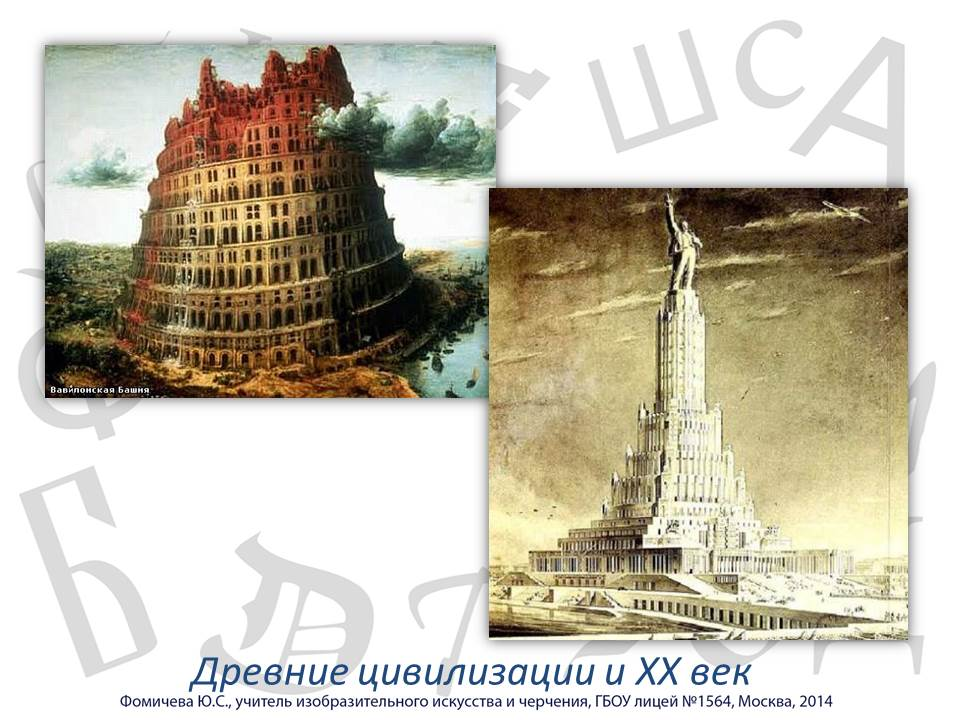 Вавилонская Башня
Древние цивилизации и XX век
Фомичева Ю.С., учитель изобразительного искусства и черчения, ГБОУ лицей №1564, Москва, 2014